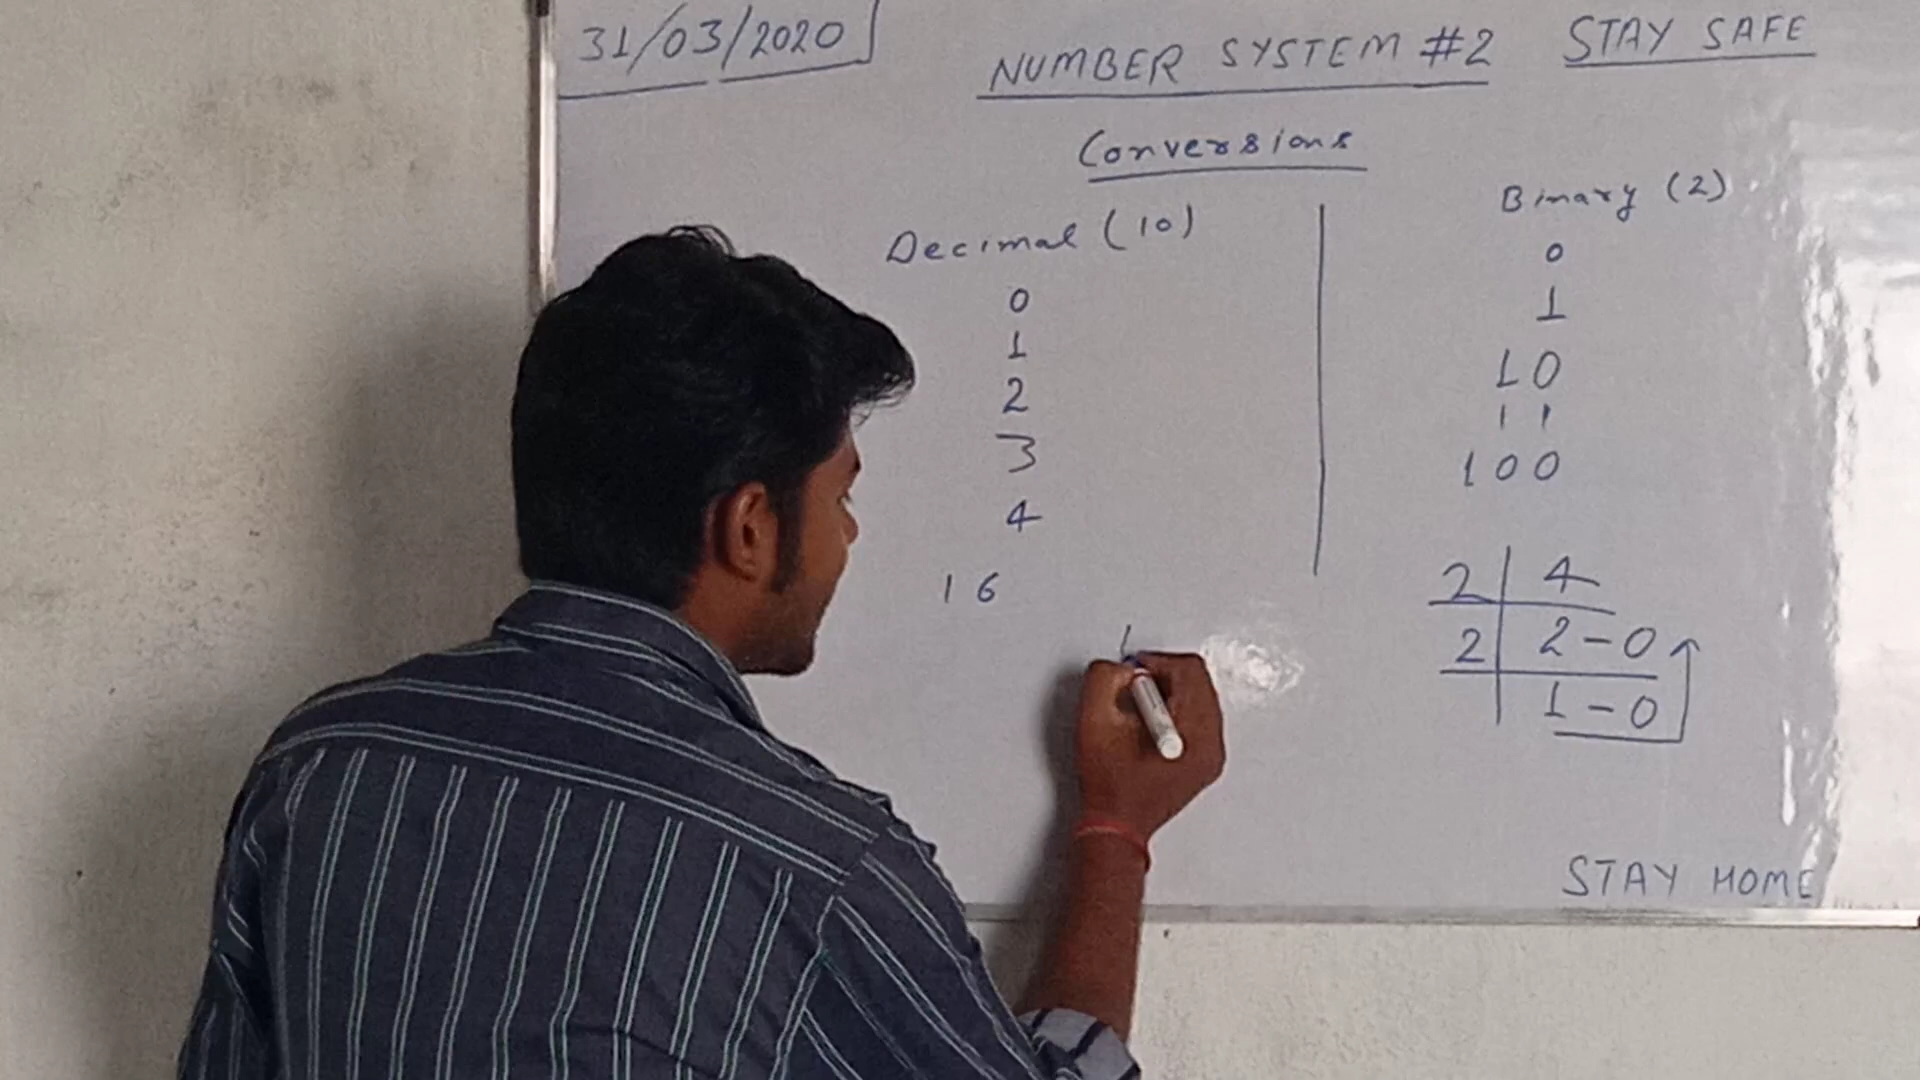 31/03/2020
NUMBER SYSTEM #2
STAY SAFE
Conversions
Decimal (10)
0
1
2
3
4
16
Binary (2)
0
1
10
11
100
2 | 4
2 | 2 - 0
1 - 0
STAY HOME